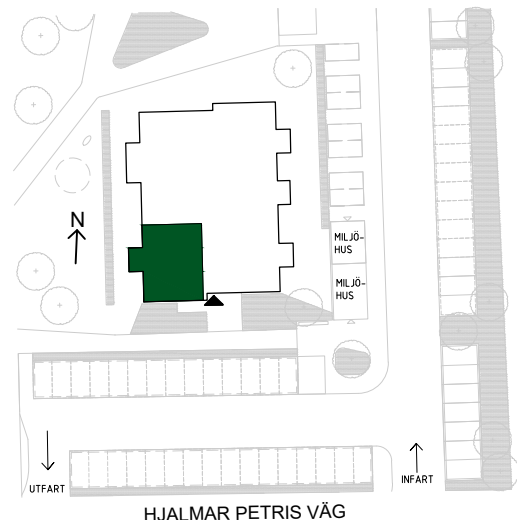 N
MILJÖ-
HUS
MILJÖ-
HUS
UTFART
INFART
HJALMAR PETRIS VÄG